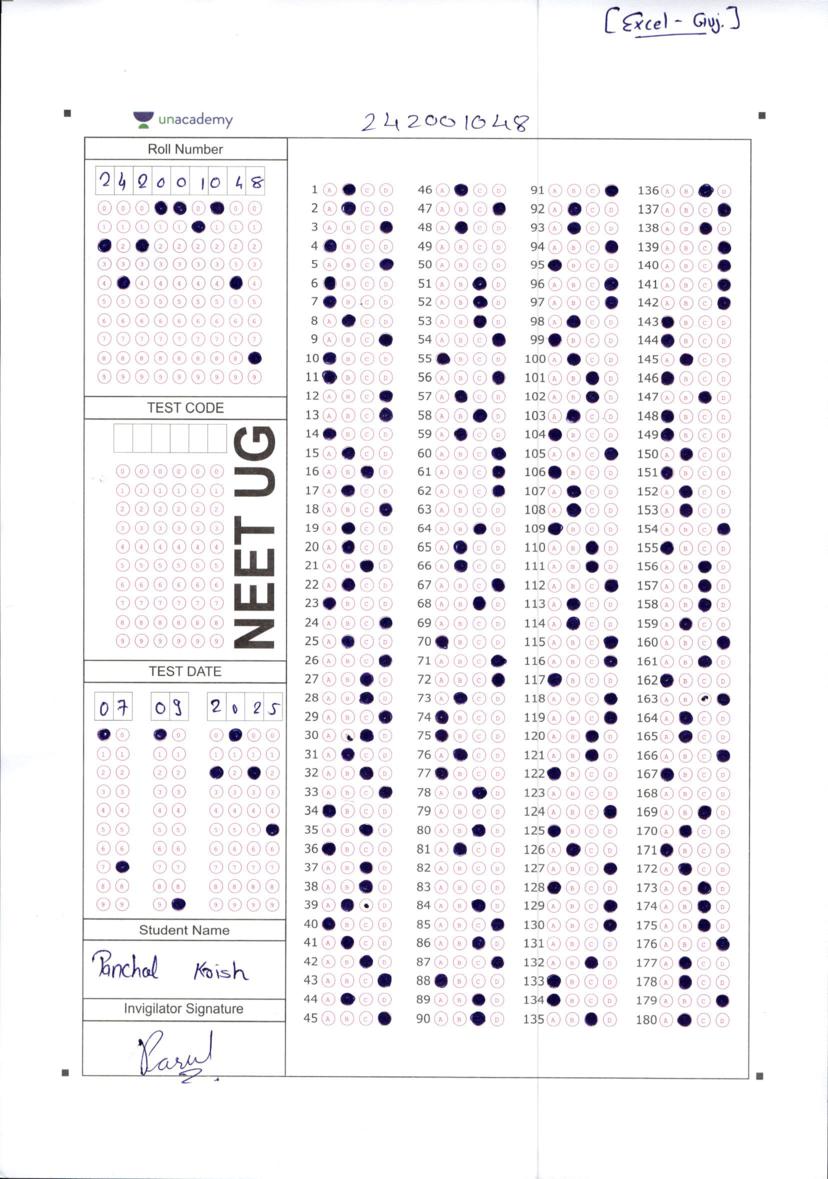 [Excel - Guj.]
unacademy
242001048
Roll Number
2 4 2 0 0 1 0 4 8
TEST CODE
NEET UG
TEST DATE
07 09 2025
Student Name
Panchal Krish
Invigilator Signature
1 46 91 136
2 47 92 137
3 48 93 138
4 49 94 139
5 50 95 140
6 51 96 141
7 52 97 142
8 53 98 143
9 54 99 144
10 55 100 145
11 56 101 146
12 57 102 147
13 58 103 148
14 59 104 149
15 60 105 150
16 61 106 151
17 62 107 152
18 63 108 153
19 64 109 154
20 65 110 155
21 66 111 156
22 67 112 157
23 68 113 158
24 69 114 159
25 70 115 160
26 71 116 161
27 72 117 162
28 73 118 163
29 74 119 164
30 75 120 165
31 76 121 166
32 77 122 167
33 78 123 168
34 79 124 169
35 80 125 170
36 81 126 171
37 82 127 172
38 83 128 173
39 84 129 174
40 85 130 175
41 86 131 176
42 87 132 177
43 88 133 178
44 89 134 179
45 90 135 180